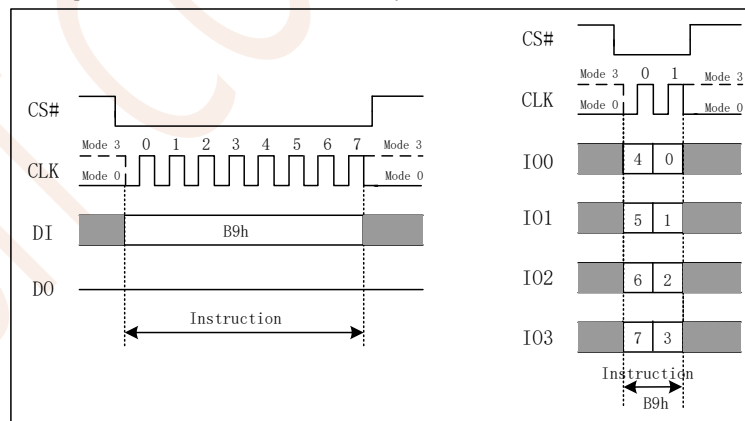 CS#
Mode 3 0 1 2 3 4 5 6 7 Mode 3
CLK
Mode 0 Mode 0
DI B9h
DO
Instruction
CS#
Mode 3 0 1 Mode 3
CLK
Mode 0 Mode 0
IO0 4 0
IO1 5 1
IO2 6 2
IO3 7 3
Instruction
B9h